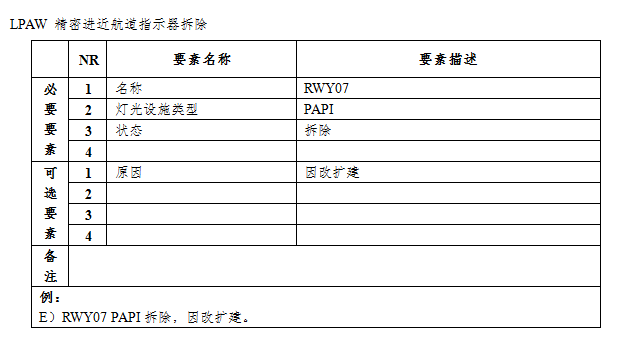 LPAW 精密进近航道指示器拆除
NR 要素名称 要素描述
必要要素
1 名称 RWY07
2 灯光设施类型 PAPI
3 状态 拆除
4
可选要素
1 原因 因改扩建
2
3
4
备注
例：
E）RWY07 PAPI 拆除，因改扩建。